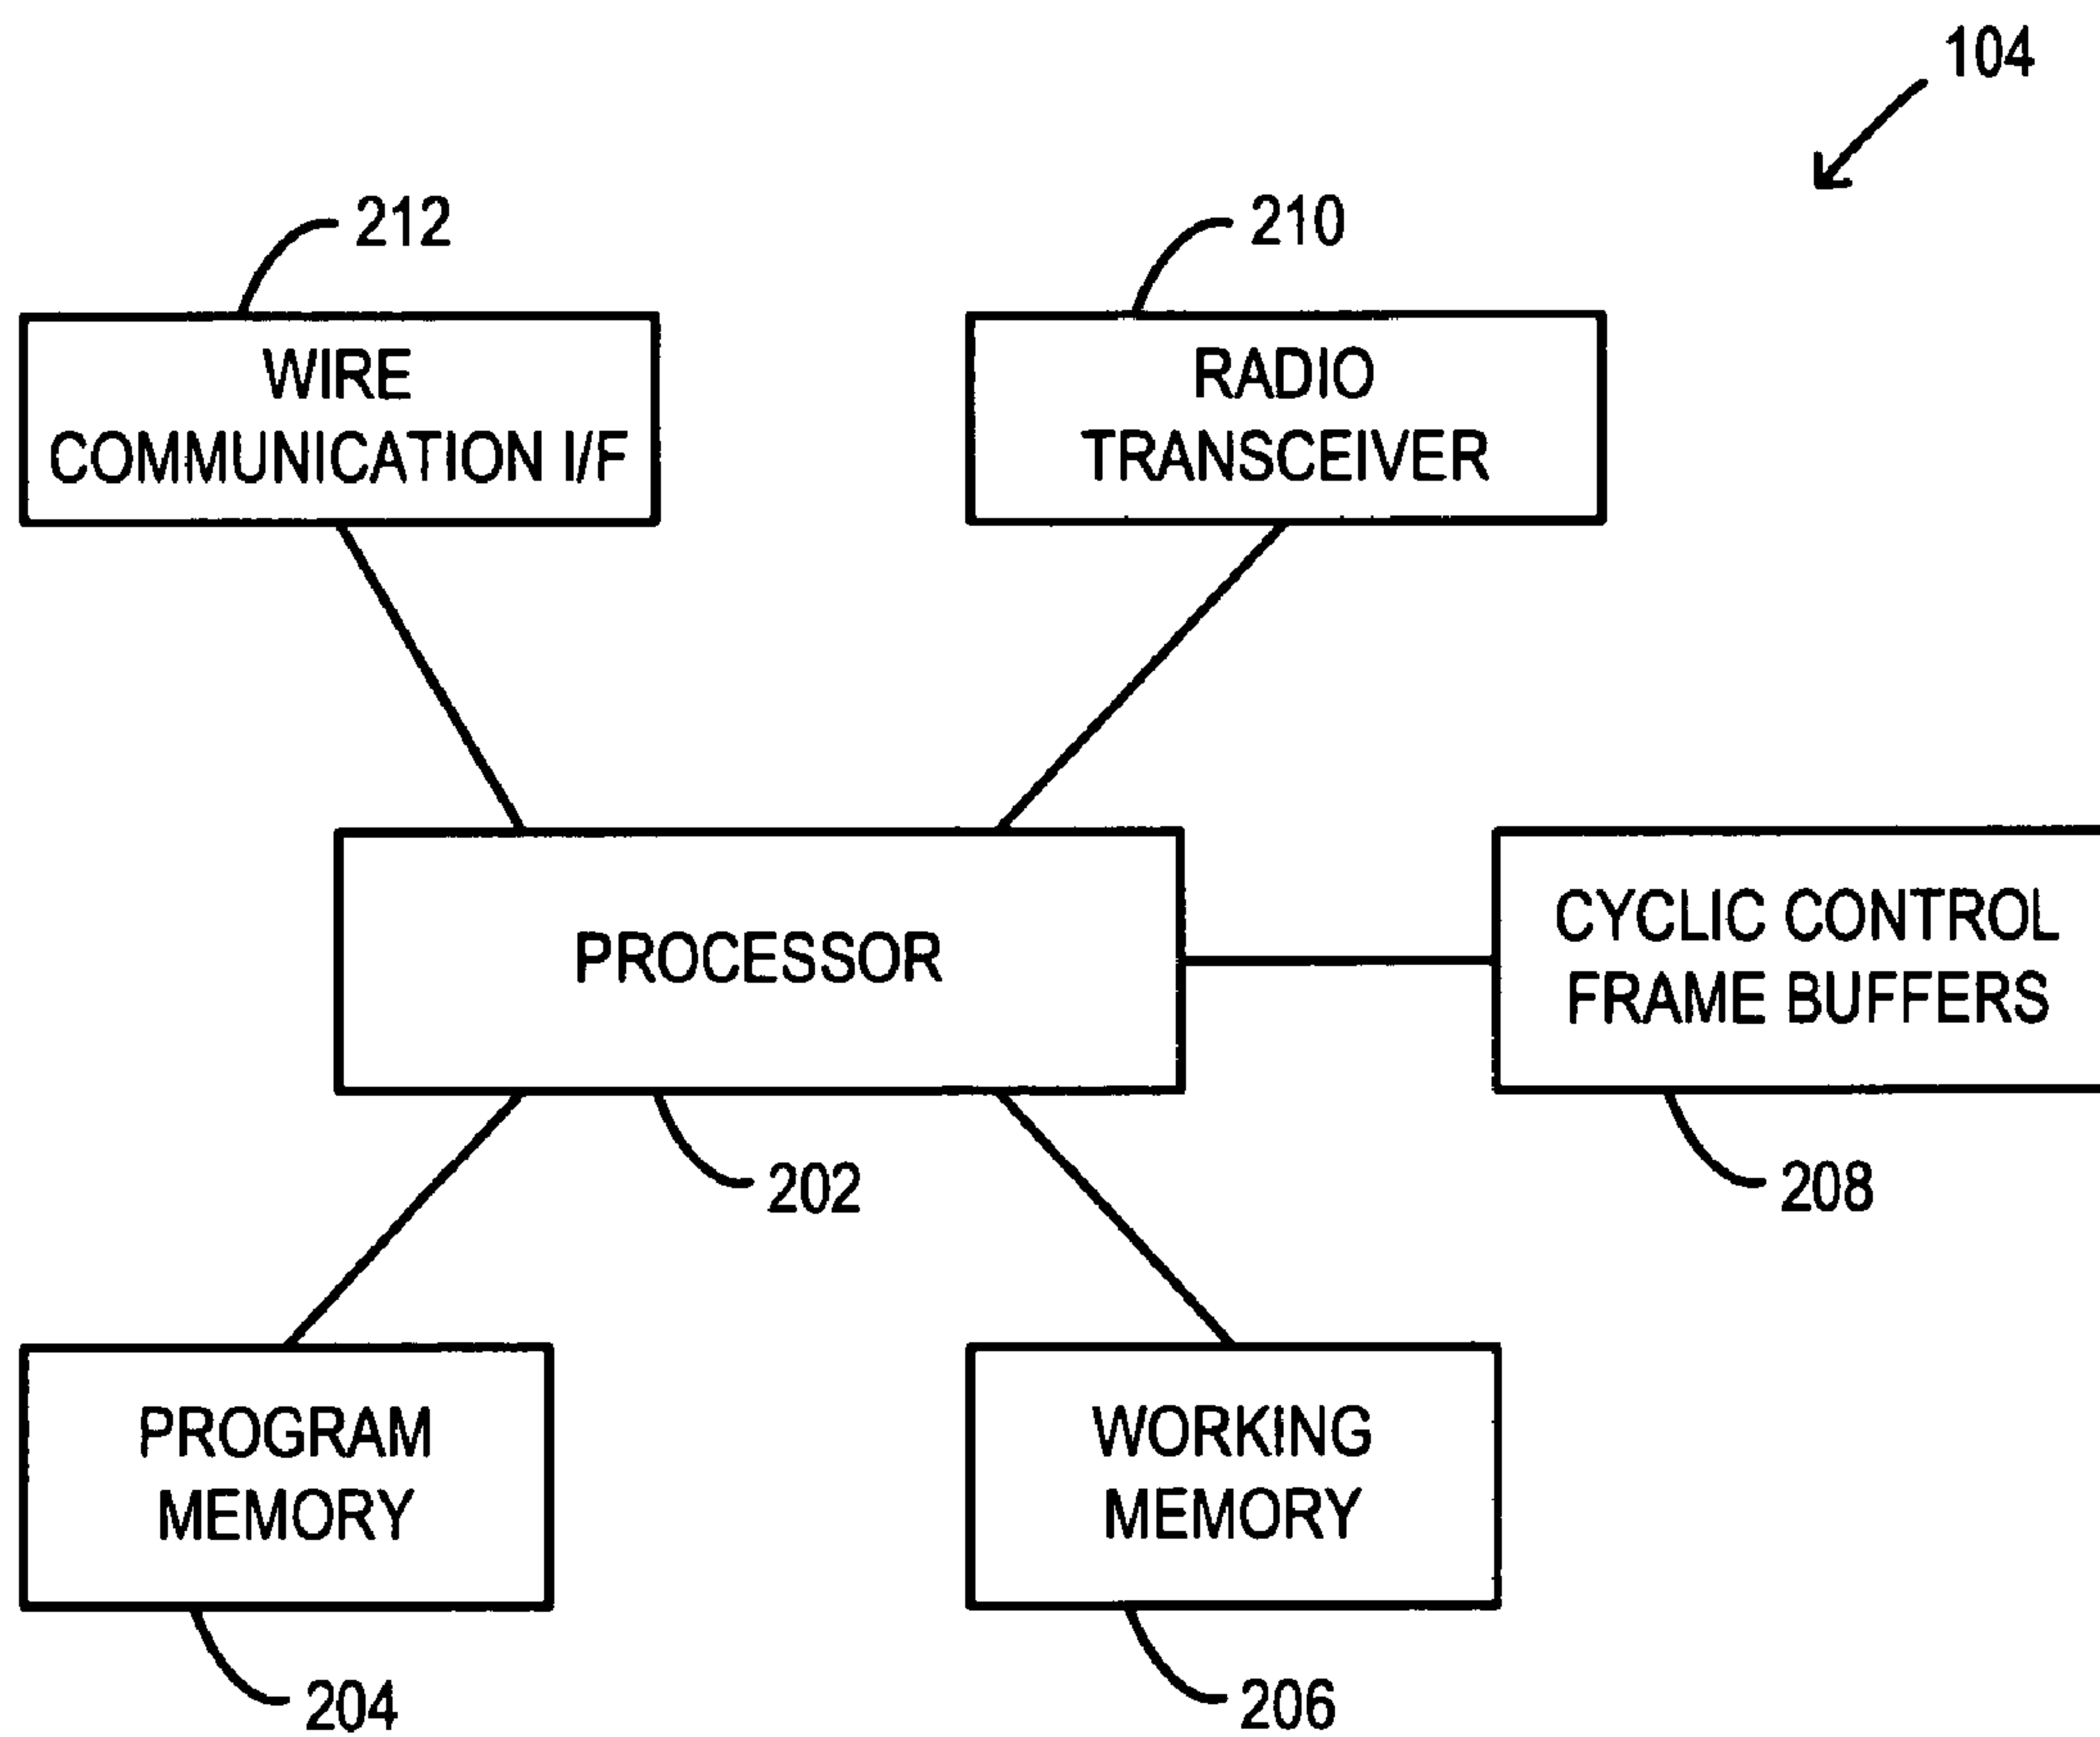 104
212
210
WIRE
COMMUNICATION I/F
RADIO
TRANSCEIVER
PROCESSOR
CYCLIC CONTROL
FRAME BUFFERS
202
208
PROGRAM
MEMORY
WORKING
MEMORY
204
206